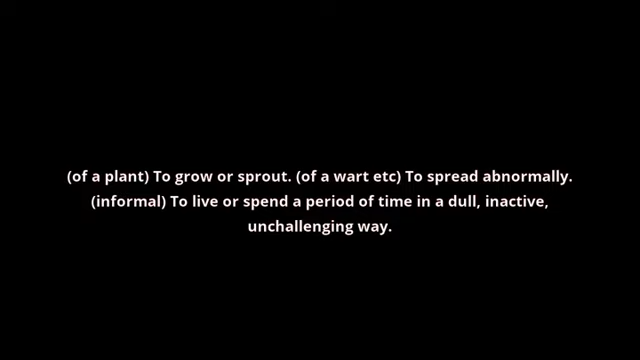 (of a plant) To grow or sprout. (of a wart etc) To spread abnormally.
(informal) To live or spend a period of time in a dull, inactive,
unchallenging way.